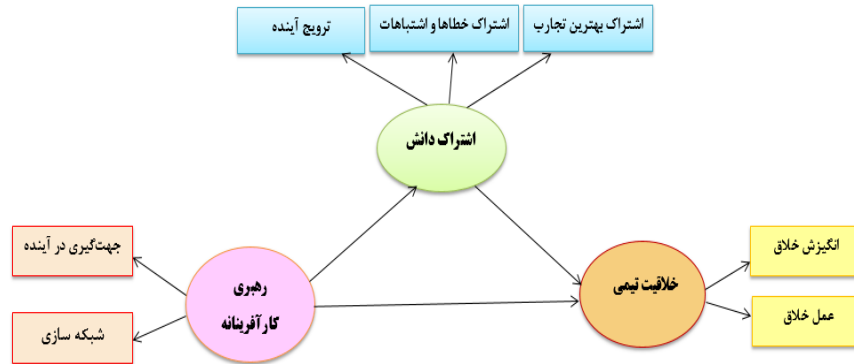 اشتراک بهترین تجارب
اشتراک خطاها و اشتباهات
ترویج آینده
اشتراک دانش
جهت‌گیری در آینده
رهبری
کارآفرینانه
شبکه سازی
خلاقیت تیمی
انگیزش خلاق
عمل خلاق